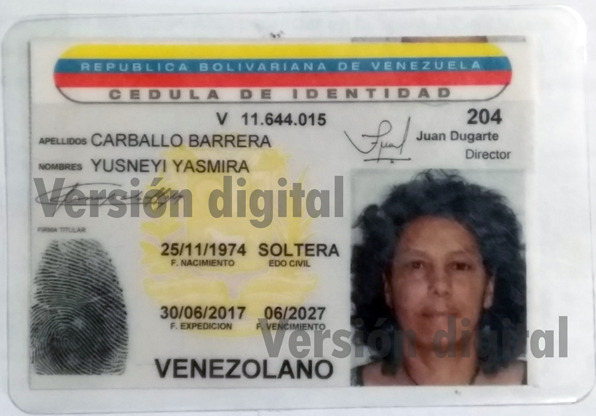 Versión digital
REPUBLICA BOLIVARIANA DE VENEZUELA
CEDULA DE IDENTIDAD
V 11.644.015
204
APELLIDOS CARBALLO BARRERA
Juan Dugarte
Director
NOMBRES YUSNEYI YASMIRA
Versión digital
FIRMA TITULAR
25/11/1974 SOLTERA
F. NACIMIENTO EDO CIVIL
30/06/2017 06/2027
F. EXPEDICION F. VENCIMIENTO
Versión digital
VENEZOLANO